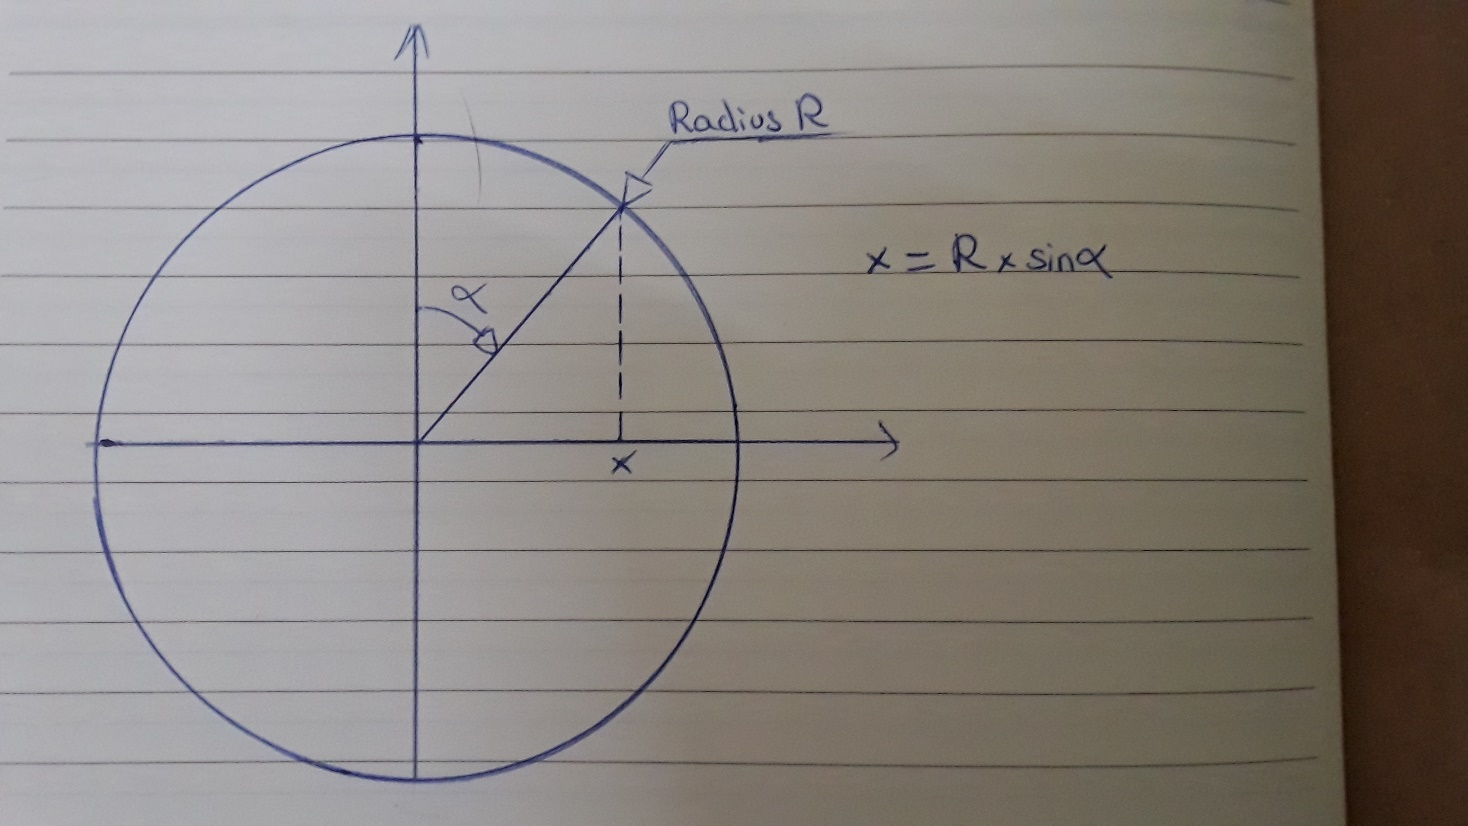 Radius R
x = R x sinα
α
x